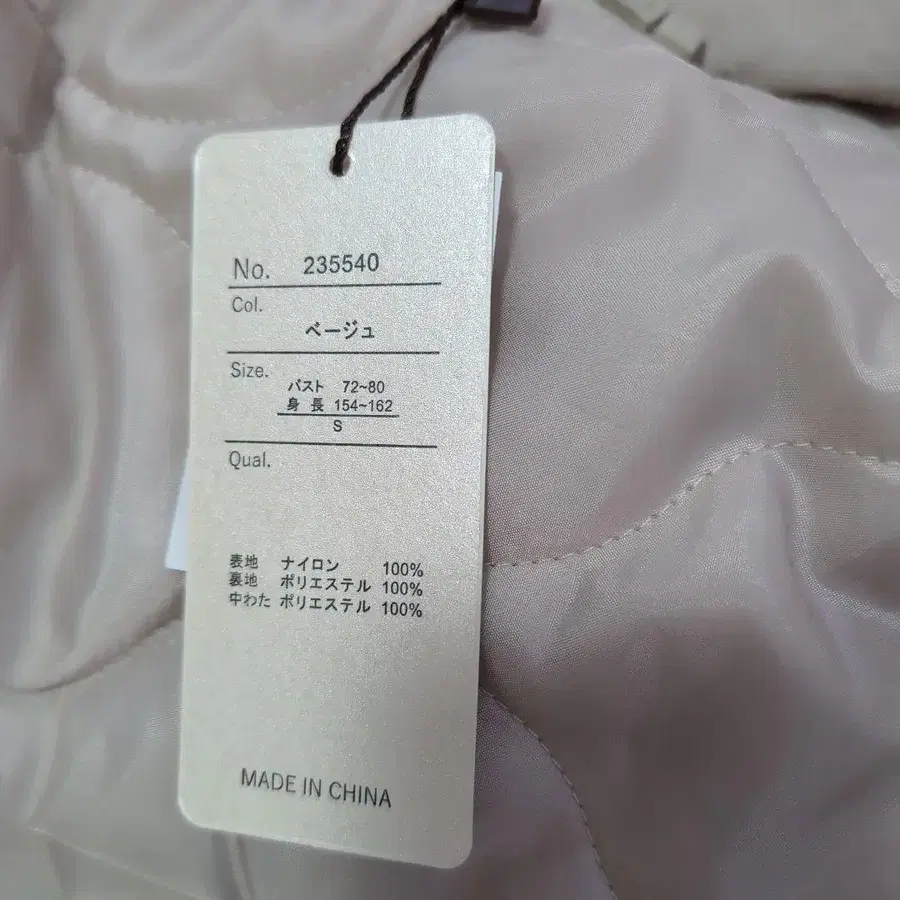 No. 235540
Col.
ベージュ
Size.
バスト 72~80
身 長 154~162
S
Qual.
表地 ナイロン 100%
裏地 ポリエステル 100%
中わた ポリエステル 100%
MADE IN CHINA